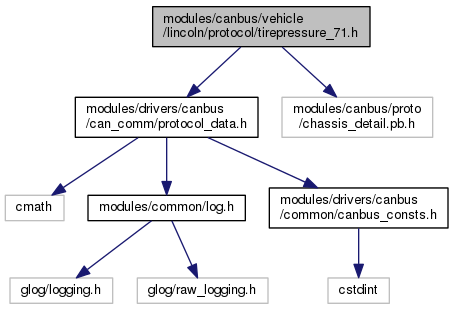 modules/canbus/vehicle
/lincoln/protocol/tirepressure_71.h
modules/drivers/canbus
/can_comm/protocol_data.h
modules/canbus/proto
/chassis_detail.pb.h
cmath
modules/common/log.h
modules/drivers/canbus
/common/canbus_consts.h
glog/logging.h
glog/raw_logging.h
cstdint